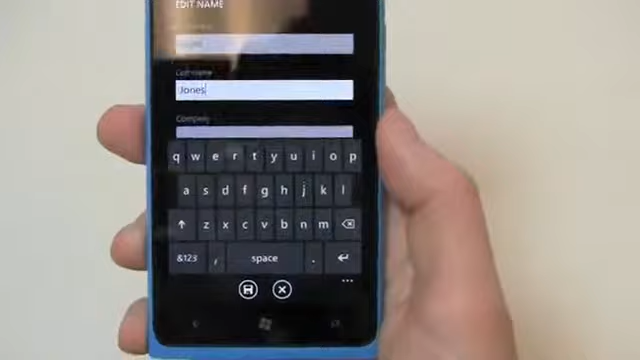 EDIT NAME
Last name
Jones
Company
q w e r t y u i o p
a s d f g h j k l
z x c v b n m
&123 , space .